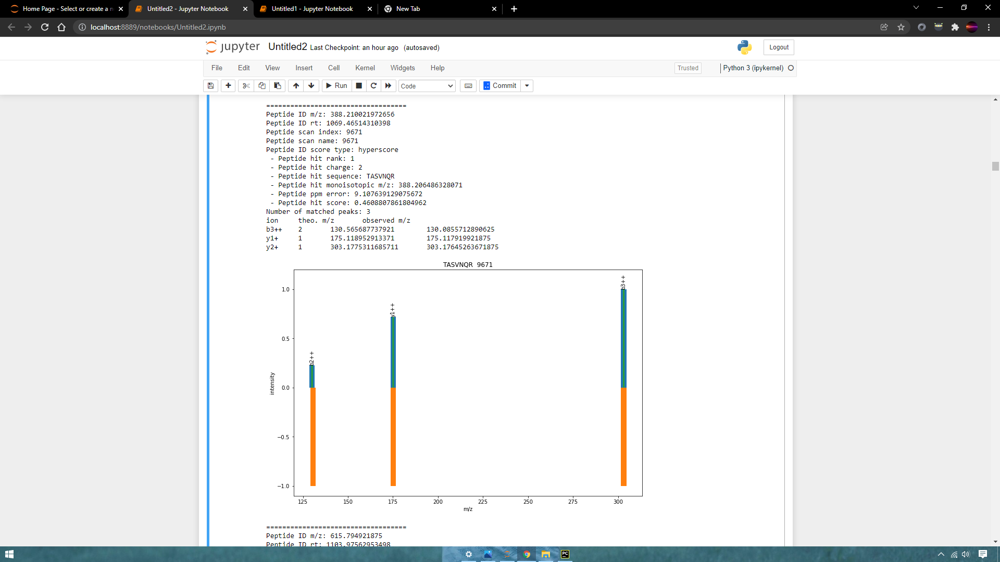 Home Page - Select or create a n
Untitled2 - Jupyter Notebook
Untitled1 - Jupyter Notebook
New Tab
localhost:8889/notebooks/Untitled2.ipynb
jupyter Untitled2 Last Checkpoint: an hour ago (autosaved)
Logout
File Edit View Insert Cell Kernel Widgets Help
Trusted
Python 3 (ipykernel)
Run
Code
Commit
===================================
Peptide ID m/z: 388.210021972656
Peptide ID rt: 1069.46514310398
Peptide scan index: 9671
Peptide scan name: 9671
Peptide ID score type: hyperscore
- Peptide hit rank: 1
- Peptide hit charge: 2
- Peptide hit sequence: TASVNQR
- Peptide hit monoisotopic m/z: 388.206486328071
- Peptide ppm error: 9.107639129075672
- Peptide hit score: 0.4608807861804962
Number of matched peaks: 3
ion theo. m/z observed m/z
b3++ 2 130.565687737921 130.0855712890625
y1+ 1 175.118952913371 175.117919921875
y2+ 1 303.1775311685711 303.17645263671875
TASVNQR 9671
b3++
1.0
y1++
0.5
b2++
intensity
0.0
−0.5
−1.0
125 150 175 200 225 250 275 300
m/z
===================================
Peptide ID m/z: 615.794921875
Peptide ID rt: 1103.97562953498
PC